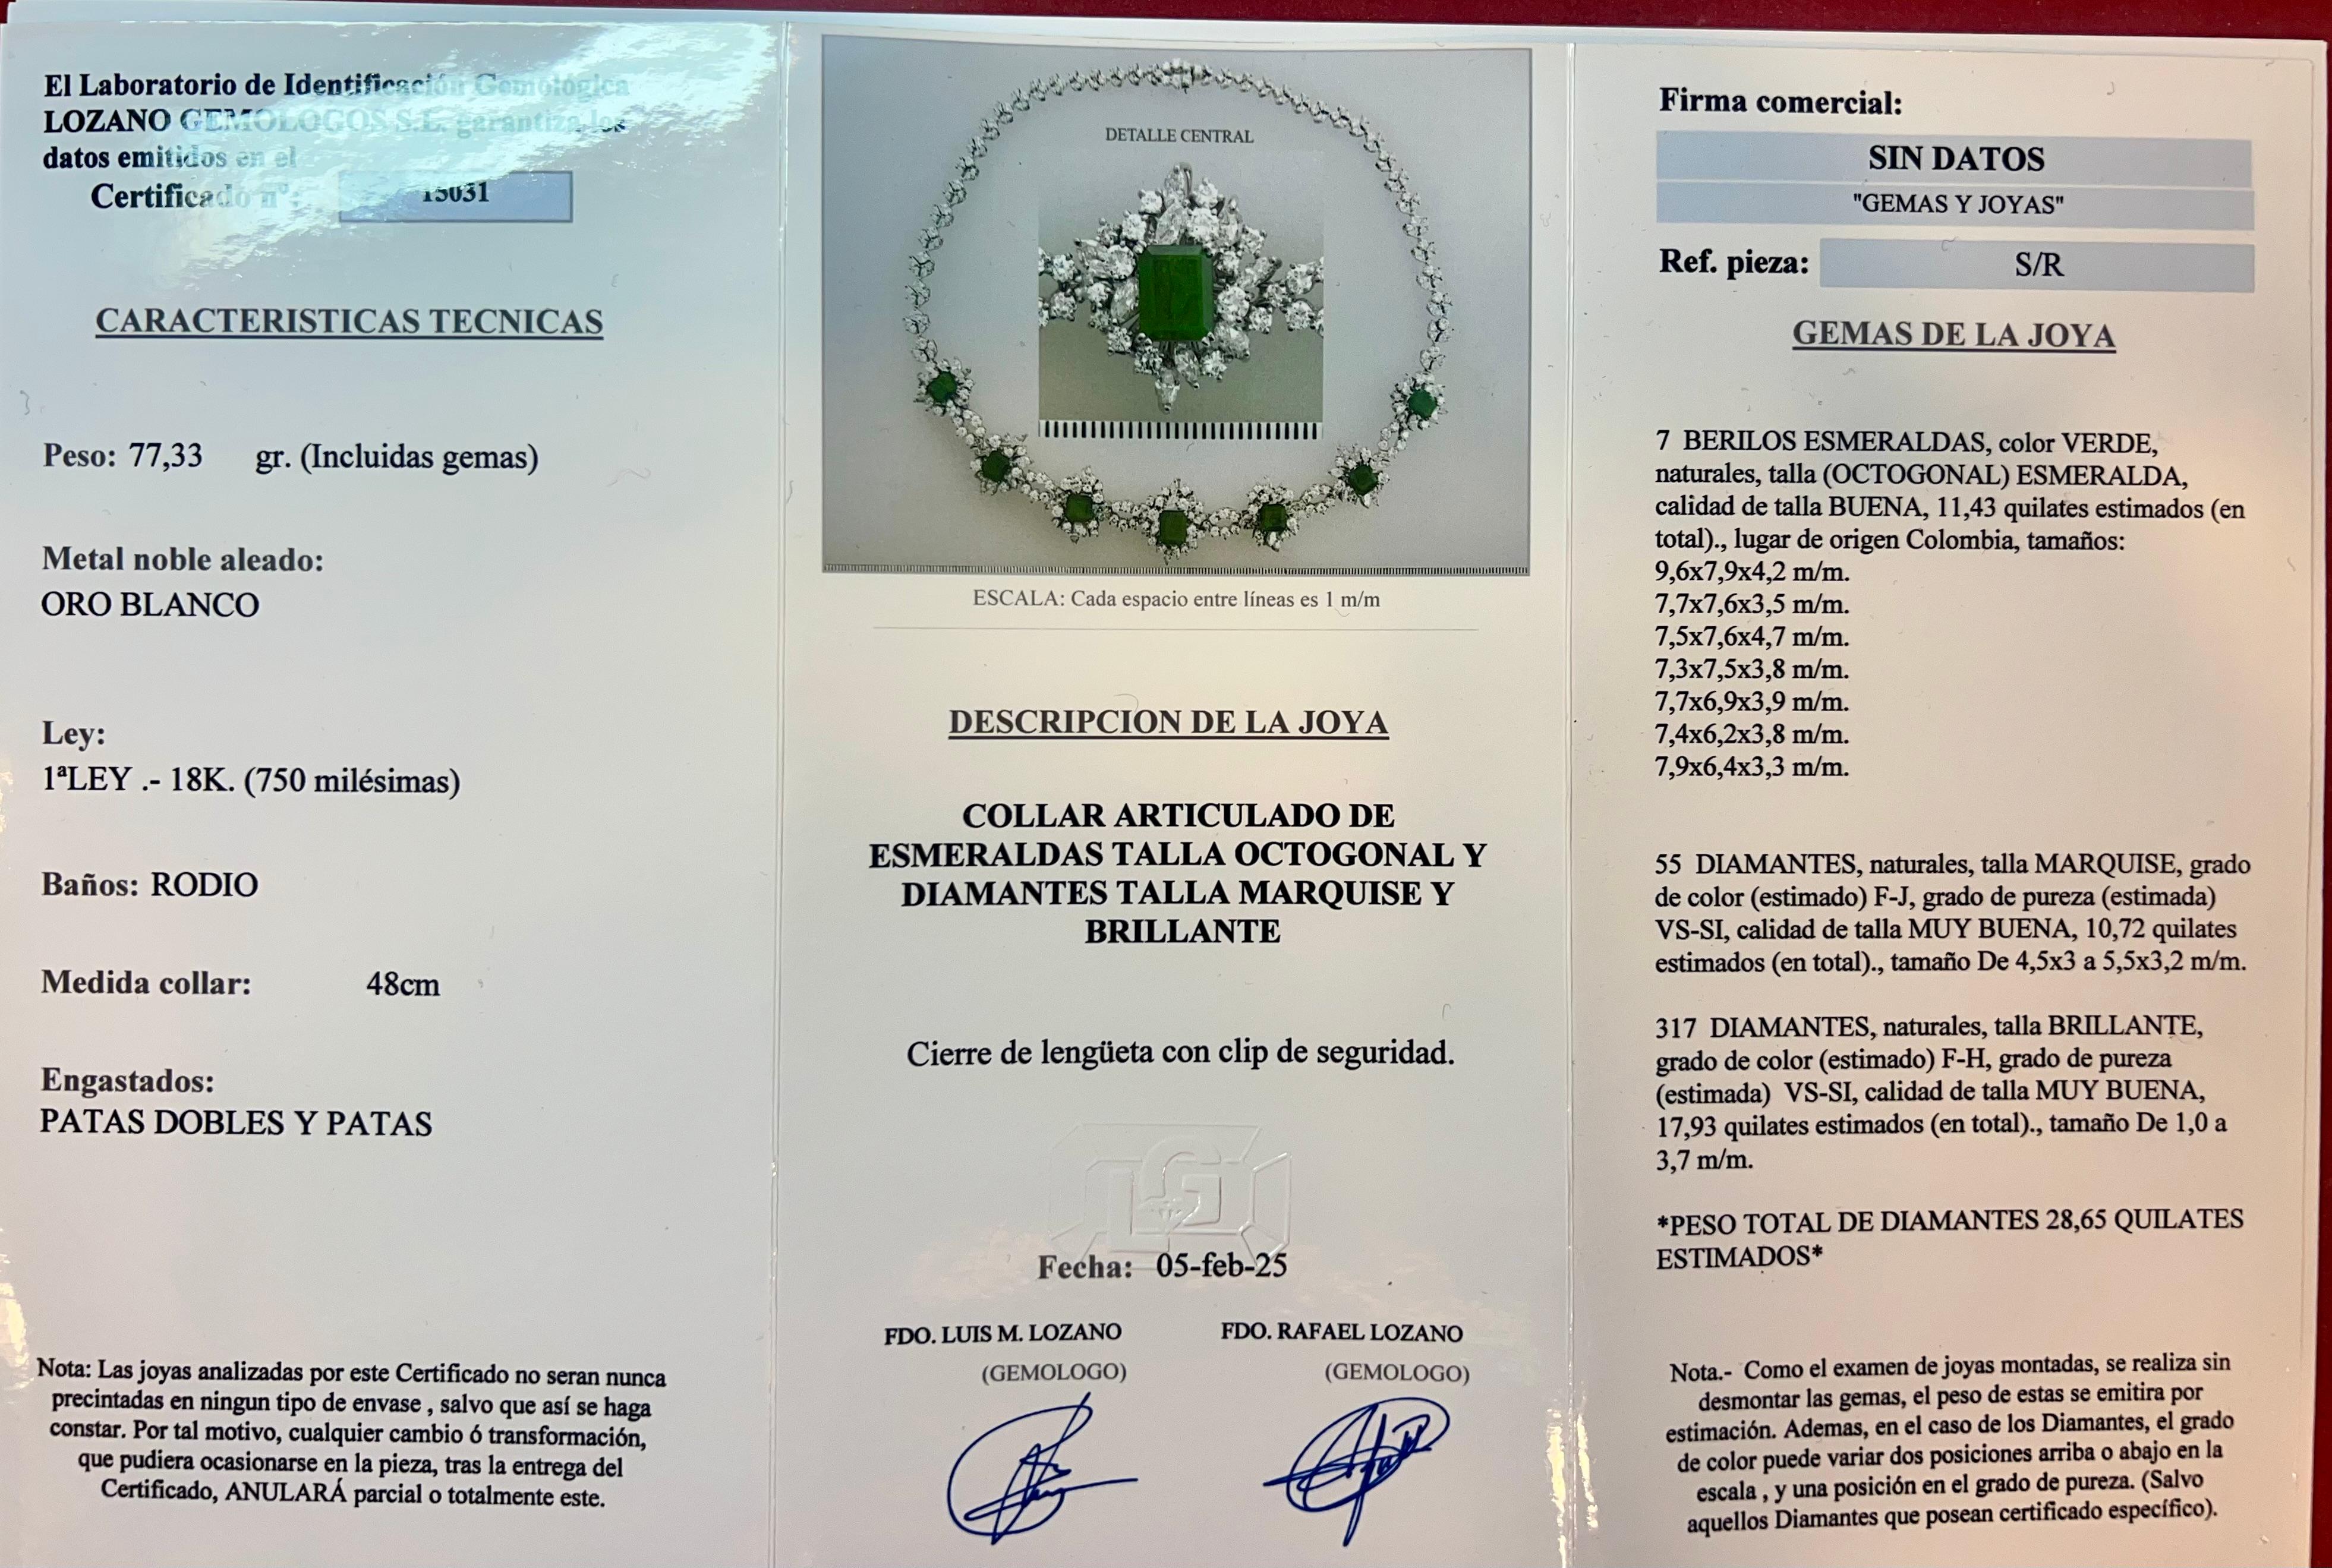 El Laboratorio de Identificación Gemológica
LOZANO GEMOLOGOS S.L. garantiza los
datos emitidos en el
Certificado nº: 15031
CARACTERISTICAS TECNICAS
Peso: 77,33 gr. (Incluidas gemas)
Metal noble aleado:
ORO BLANCO
Ley:
1ªLEY .- 18K. (750 milésimas)
Baños: RODIO
Medida collar: 48cm
Engastados:
PATAS DOBLES Y PATAS
Nota: Las joyas analizadas por este Certificado no seran nunca
precintadas en ningun tipo de envase , salvo que así se haga
constar. Por tal motivo, cualquier cambio ó transformación,
que pudiera ocasionarse en la pieza, tras la entrega del
Certificado, ANULARÁ parcial o totalmente este.
DETALLE CENTRAL
ESCALA: Cada espacio entre líneas es 1 m/m
DESCRIPCION DE LA JOYA
COLLAR ARTICULADO DE
ESMERALDAS TALLA OCTOGONAL Y
DIAMANTES TALLA MARQUISE Y
BRILLANTE
Cierre de lengüeta con clip de seguridad.
Fecha: 05-feb-25
FDO. LUIS M. LOZANO
(GEMOLOGO)
FDO. RAFAEL LOZANO
(GEMOLOGO)
Firma comercial:
SIN DATOS
"GEMAS Y JOYAS"
Ref. pieza: S/R
GEMAS DE LA JOYA
7 BERILOS ESMERALDAS, color VERDE,
naturales, talla (OCTOGONAL) ESMERALDA,
calidad de talla BUENA, 11,43 quilates estimados (en
total)., lugar de origen Colombia, tamaños:
9,6x7,9x4,2 m/m.
7,7x7,6x3,5 m/m.
7,5x7,6x4,7 m/m.
7,3x7,5x3,8 m/m.
7,7x6,9x3,9 m/m.
7,4x6,2x3,8 m/m.
7,9x6,4x3,3 m/m.
55 DIAMANTES, naturales, talla MARQUISE, grado
de color (estimado) F-J, grado de pureza (estimada)
VS-SI, calidad de talla MUY BUENA, 10,72 quilates
estimados (en total)., tamaño De 4,5x3 a 5,5x3,2 m/m.
317 DIAMANTES, naturales, talla BRILLANTE,
grado de color (estimado) F-H, grado de pureza
(estimada) VS-SI, calidad de talla MUY BUENA,
17,93 quilates estimados (en total)., tamaño De 1,0 a
3,7 m/m.
*PESO TOTAL DE DIAMANTES 28,65 QUILATES
ESTIMADOS*
Nota.- Como el examen de joyas montadas, se realiza sin
desmontar las gemas, el peso de estas se emitira por
estimación. Ademas, en el caso de los Diamantes, el grado
de color puede variar dos posiciones arriba o abajo en la
escala , y una posición en el grado de pureza. (Salvo
aquellos Diamantes que posean certificado específico).